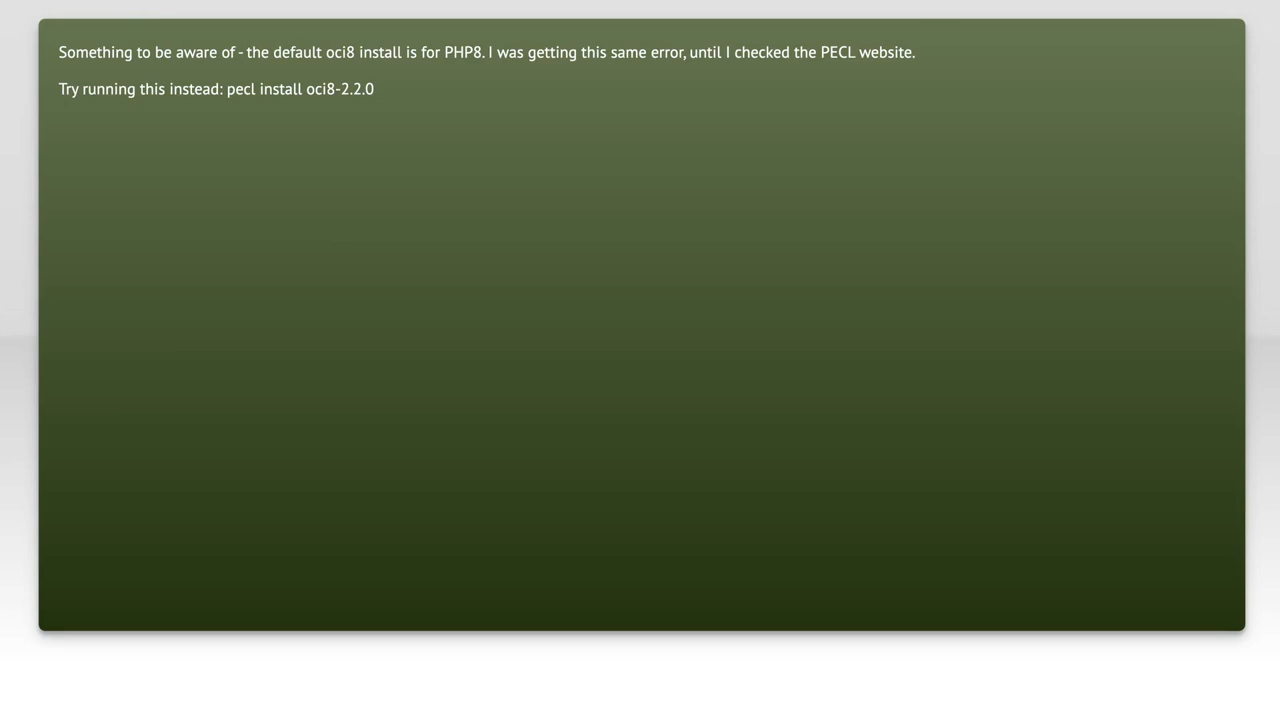 Something to be aware of - the default oci8 install is for PHP8. I was getting this same error, until I checked the PECL website.
Try running this instead: pecl install oci8-2.2.0